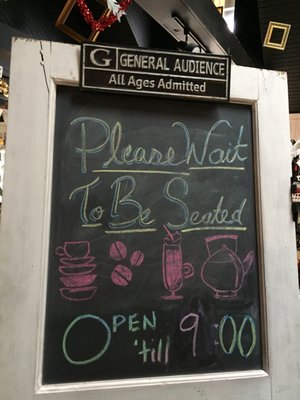 G GENERAL AUDIENCE
All Ages Admitted
Please Wait
To Be Seated
OPEN 'till 9:00